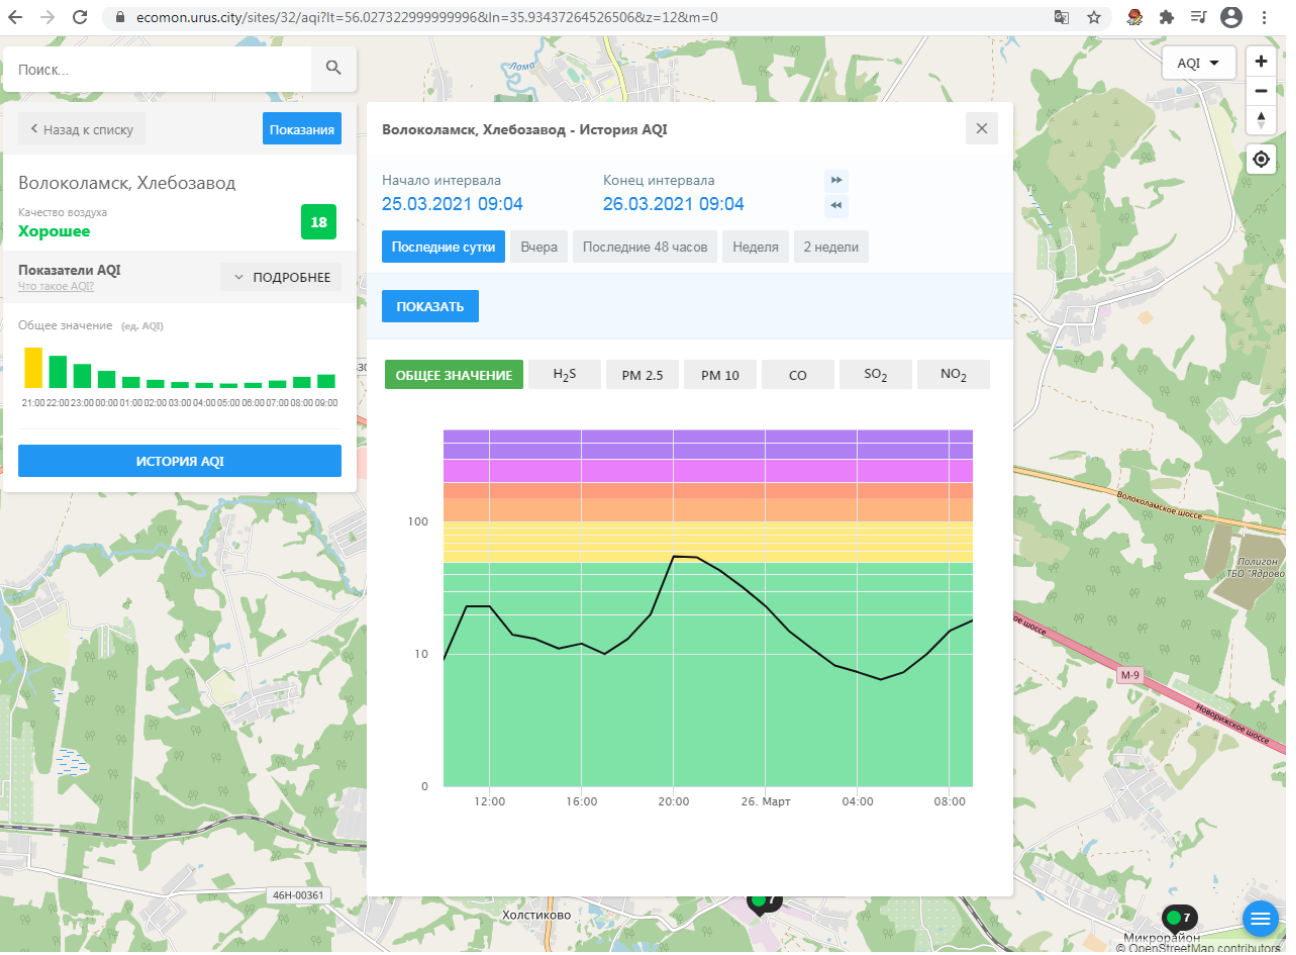 ecomon.urus.city/sites/32/aqi?lt=56.027322999999996&ln=35.93437264526506&z=12&m=0
Поиск...
AQI
Назад к списку
Показания
Волоколамск, Хлебозавод
Качество воздуха
Хорошее
18
Показатели AQI
Что такое AQI?
ПОДРОБНЕЕ
Общее значение (ед. AQI)
21:00 22:00 23:00 00:00 01:00 02:00 03:00 04:00 05:00 06:00 07:00 08:00 09:00
ИСТОРИЯ AQI
Волоколамск, Хлебозавод - История AQI
Начало интервала
Конец интервала
25.03.2021 09:04
26.03.2021 09:04
Последние сутки
Вчера
Последние 48 часов
Неделя
2 недели
ПОКАЗАТЬ
ОБЩЕЕ ЗНАЧЕНИЕ
H2S
PM 2.5
PM 10
CO
SO2
NO2
100
10
0
12:00
16:00
20:00
26. Март
04:00
08:00
Лама
Волоколамское шоссе
Полигон
ТБО "Ядрово
ое шоссе
М-9
Новорижское шоссе
46Н-00361
Холстиково
7
7
Микрорайон
© OpenStreetMap contributors